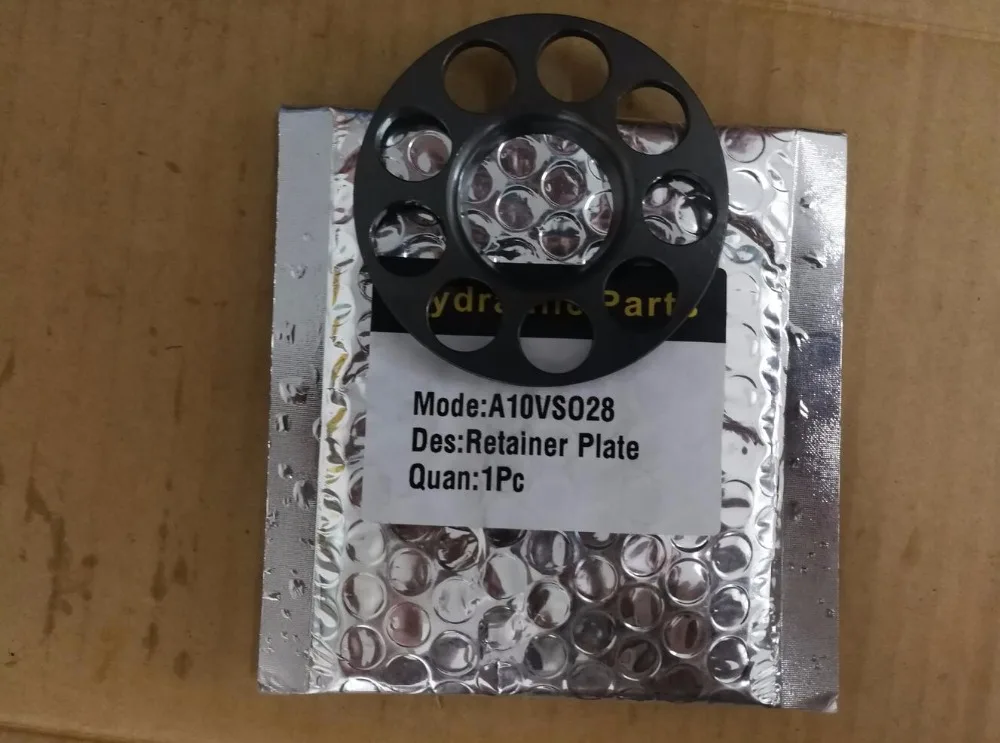 Parts
Mode:A10VSO28
Des:Retainer Plate
Quan:1Pc